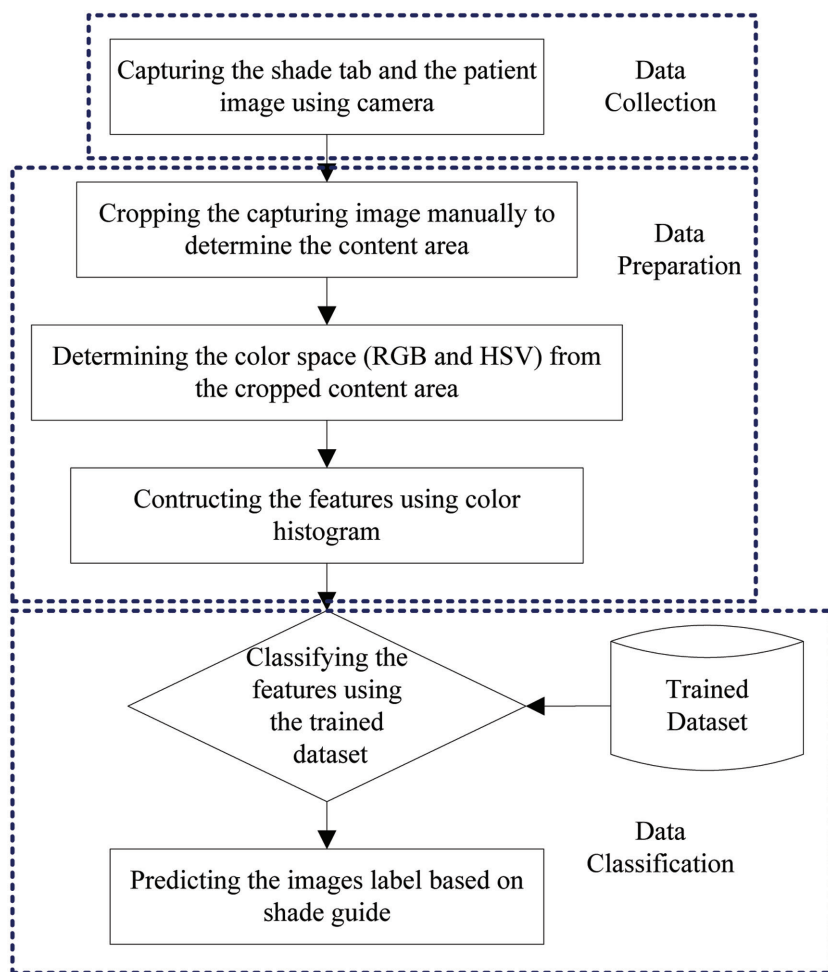 Capturing the shade tab and the patient
image using camera
Data
Collection
Cropping the capturing image manually to
determine the content area
Data
Preparation
Determining the color space (RGB and HSV) from
the cropped content area
Contructing the features using color
histogram
Classifying the
features using
the trained
dataset
Trained
Dataset
Data
Classification
Predicting the images label based on
shade guide